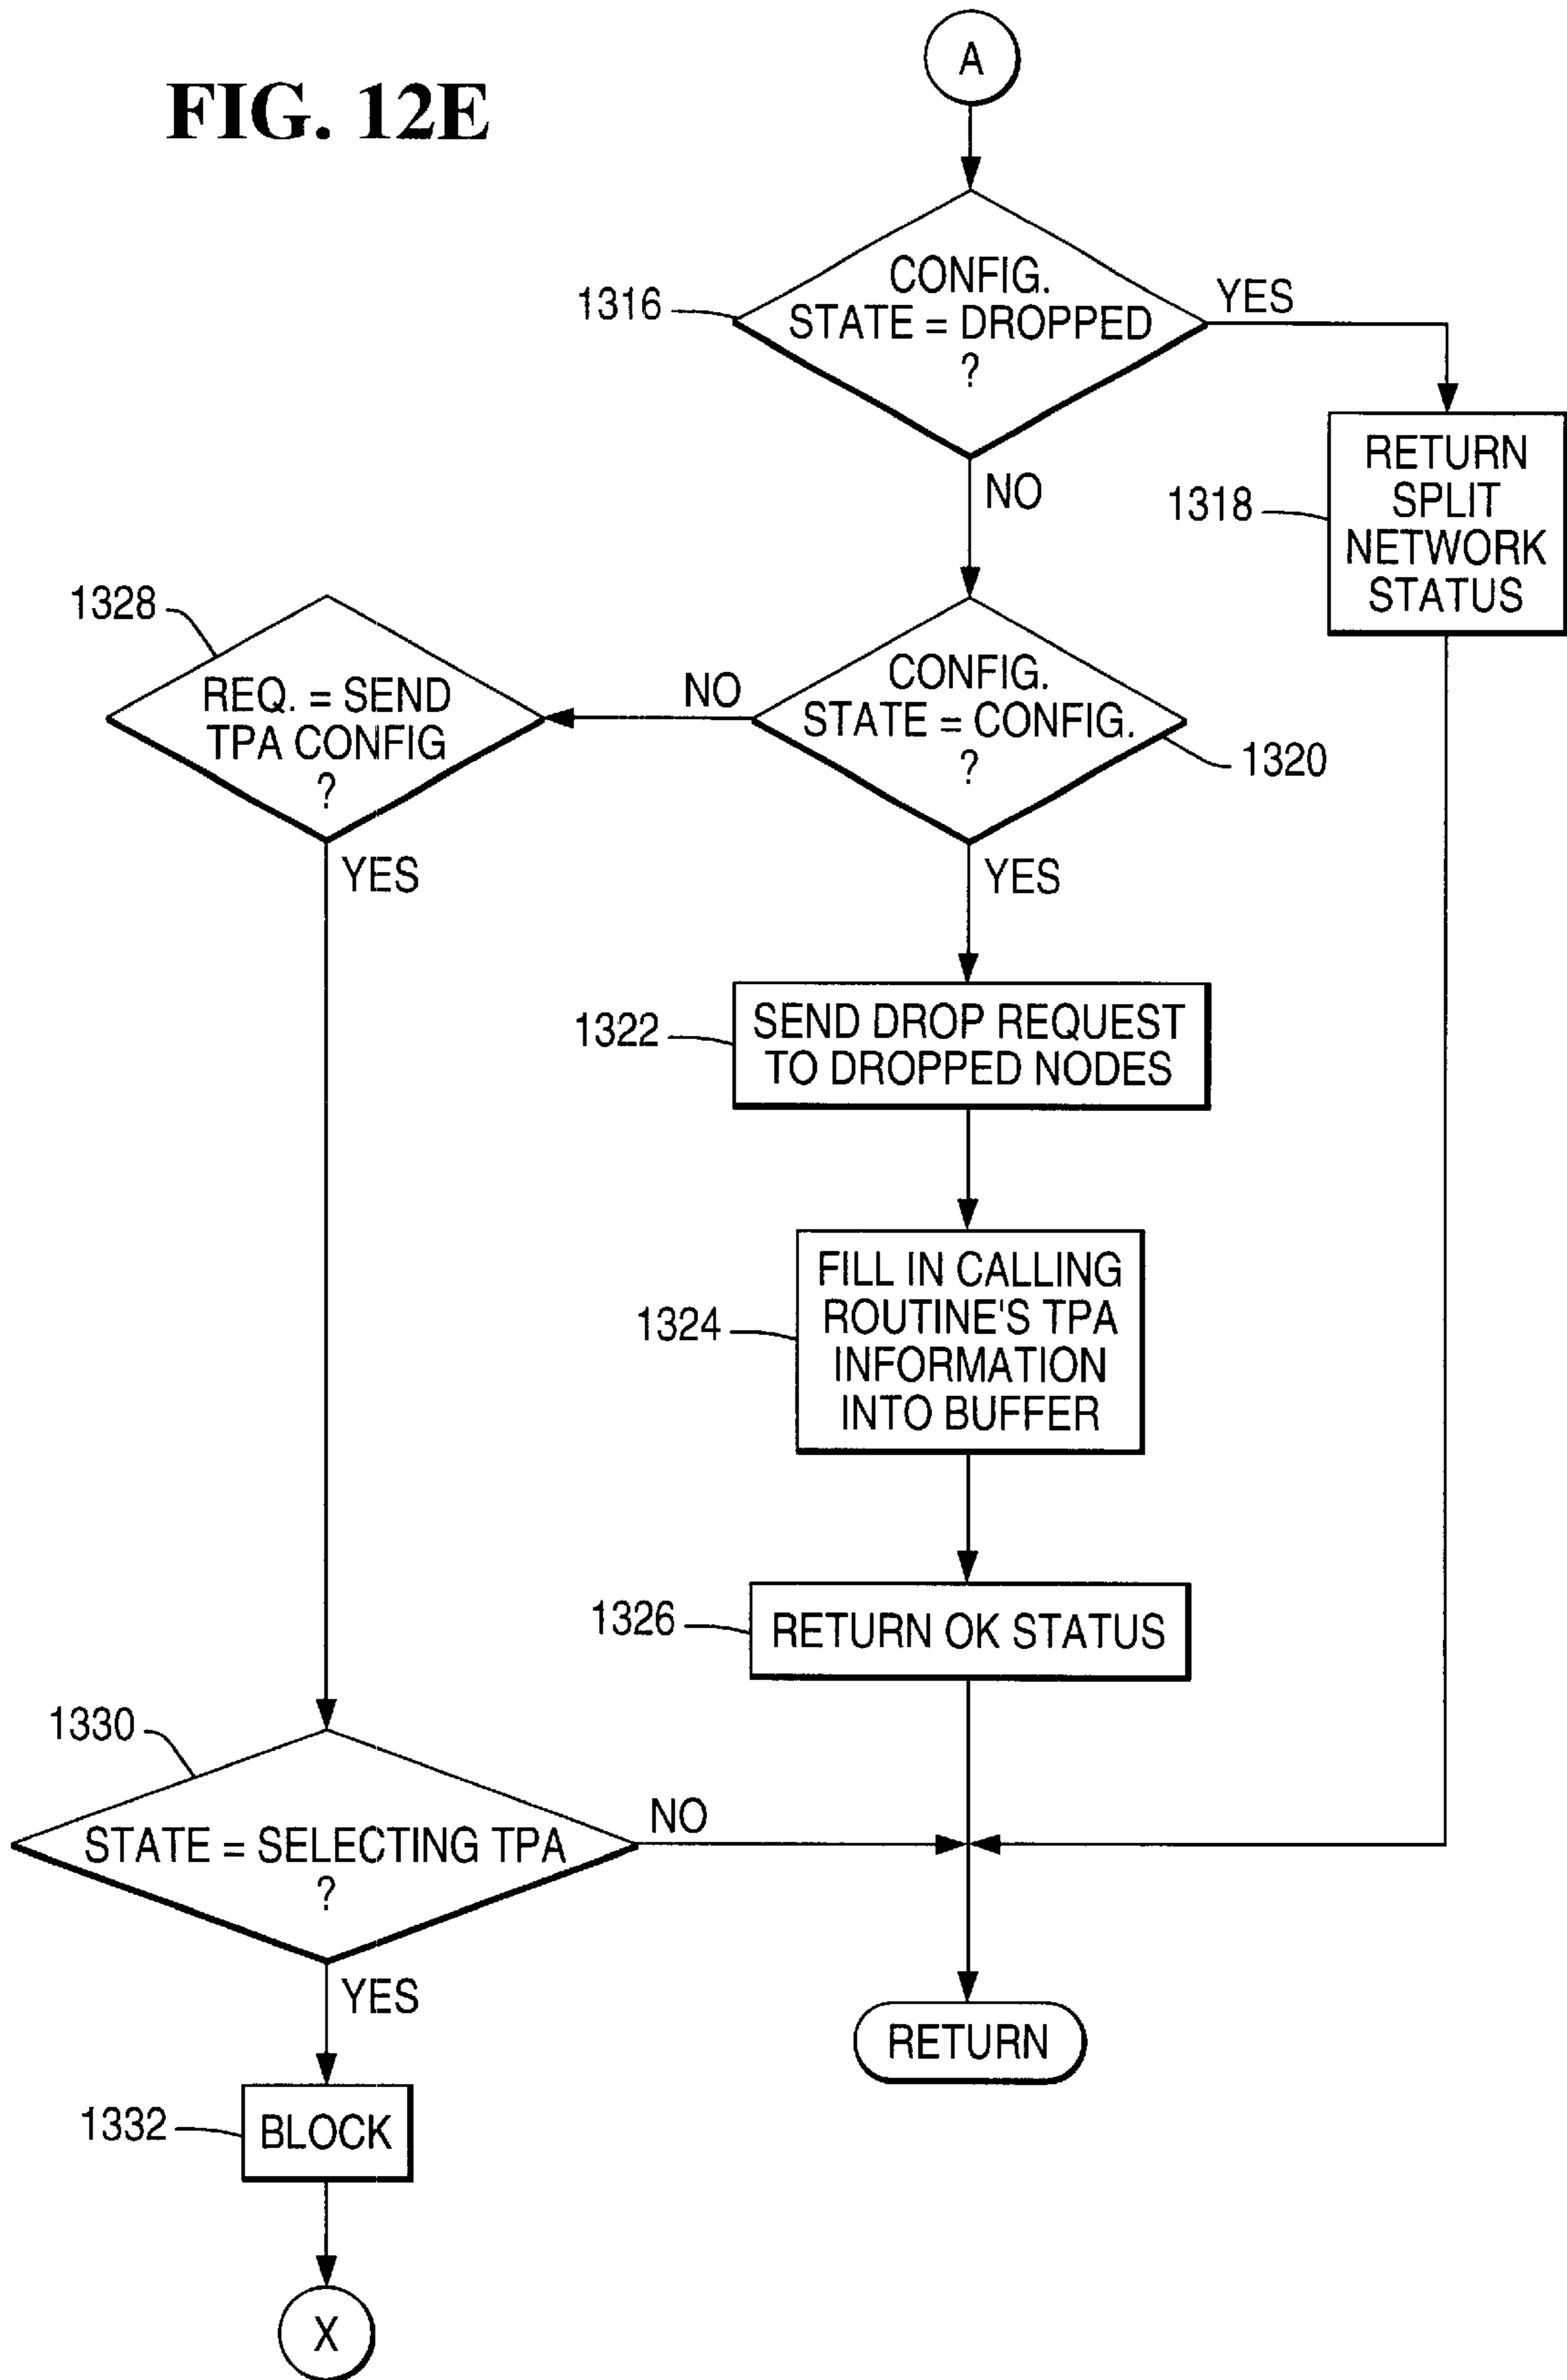 FIG. 12E
A
CONFIG.
STATE = DROPPED
?
1316
YES
NO
RETURN
SPLIT
NETWORK
STATUS
1318
1328
REQ. = SEND
TPA CONFIG
?
NO
CONFIG.
STATE = CONFIG.
?
1320
YES
YES
1322
SEND DROP REQUEST
TO DROPPED NODES
1324
FILL IN CALLING
ROUTINE'S TPA
INFORMATION
INTO BUFFER
1326
RETURN OK STATUS
1330
STATE = SELECTING TPA
?
NO
YES
RETURN
1332
BLOCK
X